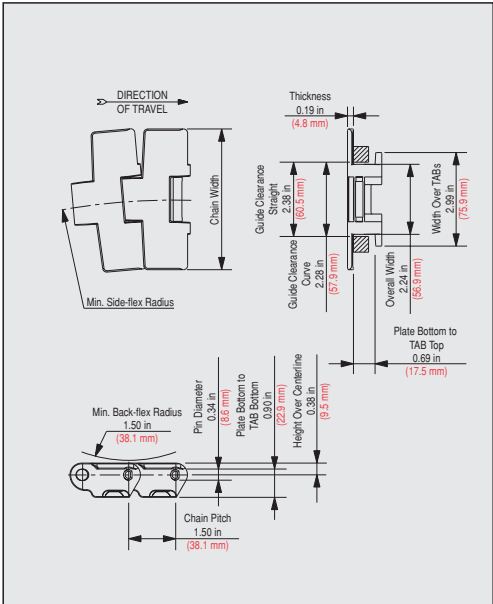 DIRECTION
OF TRAVEL
Chain Width
Min. Side-flex Radius
Thickness
0.19 in
(4.8 mm)
Guide Clearance
Straight
2.38 in
(60.5 mm)
Guide Clearance
Curve
2.28 in
(57.9 mm)
Width Over TABs
2.99 in
(75.9 mm)
Overall Width
2.24 in
(56.9 mm)
Plate Bottom to
TAB Top
0.69 in
(17.5 mm)
Min. Back-flex Radius
1.50 in
(38.1 mm)
Pin Diameter
0.34 in
(8.6 mm)
Plate Bottom to
TAB Bottom
0.90 in
(22.9 mm)
Height Over Centerline
0.38 in
(9.5 mm)
Chain Pitch
1.50 in
(38.1 mm)